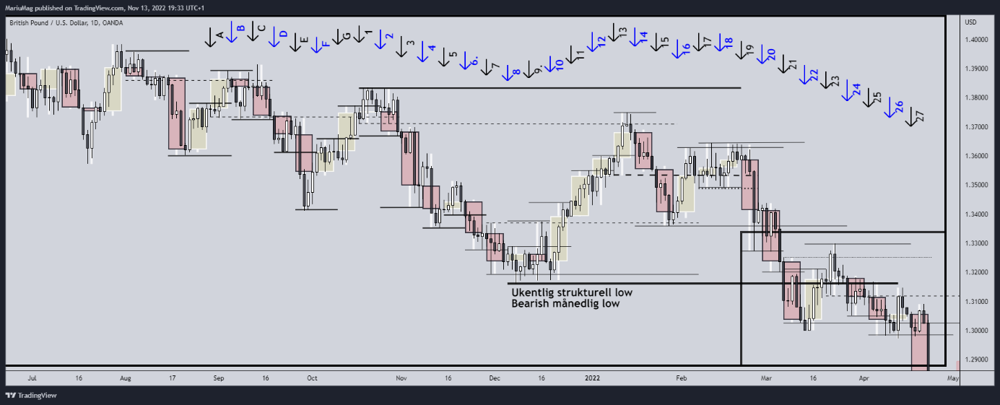 MariuMag published on TradingView.com, Nov 13, 2022 19:33 UTC+1
British Pound / U.S. Dollar, 1D, OANDA
USD
A
B
C
D
E
F
G
1
2
3
4
5
6.
7
8
9.
10
11
12
13
14
15
16
17
18
19
20
21
22
23
24
25
26
27
1.40000
1.39000
1.38000
1.37000
1.36000
1.35000
1.34000
1.33000
1.32000
1.31000
1.30000
1.29000
Ukentlig strukturell low
Bearish månedlig low
Jul 16 Aug 17 Sep 16 Oct Nov 16 Dec 16 2022 Feb Mar 16 Apr May
TradingView